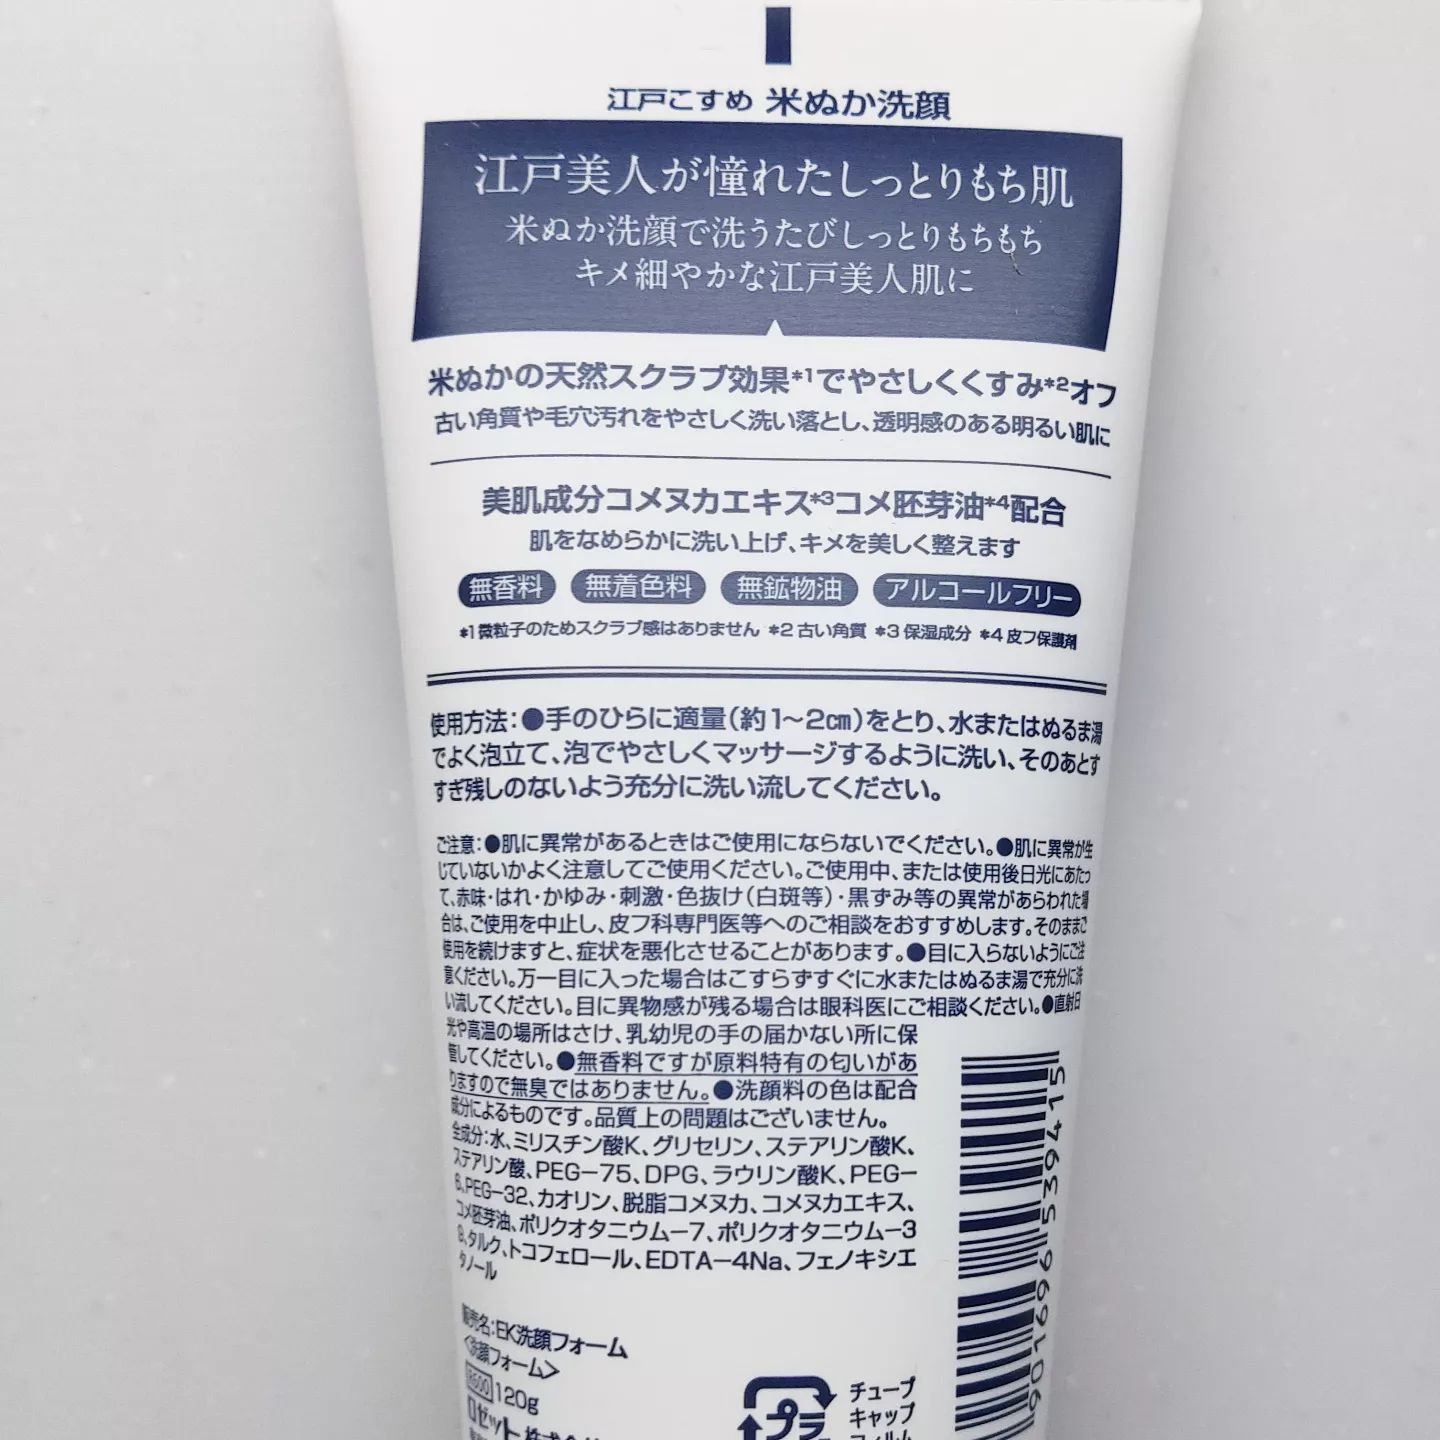 江戸こすめ 米ぬか洗顔
江戸美人が憧れたしっとりもち肌
米ぬか洗顔で洗うたびしっとりもちもち
キメ細やかな江戸美人肌に
米ぬかの天然スクラブ効果*1でやさしくくすみ*2オフ
古い角質や毛穴汚れをやさしく洗い落とし、透明感のある明るい肌に
美肌成分コメヌカエキス*3コメ胚芽油*4配合
肌をなめらかに洗い上げ、キメを美しく整えます
無香料 無着色料 無鉱物油 アルコールフリー
*1 微粒子のためスクラブ感はありません *2 古い角質 *3 保湿成分 *4 皮フ保護剤
使用方法:●手のひらに適量(約1〜2cm)をとり、水またはぬるま湯
でよく泡立て、泡でやさしくマッサージするように洗い、そのあとす
すぎ残しのないよう充分に洗い流してください。
ご注意:●肌に異常があるときはご使用にならないでください。●肌に異常が生
じていないかよく注意してご使用ください。ご使用中、または使用後日光にあたっ
て、赤味・はれ・かゆみ・刺激・色抜け(白斑等)・黒ずみ等の異常があらわれた場
合は、ご使用を中止し、皮フ科専門医等へのご相談をおすすめします。そのままご
使用を続けますと、症状を悪化させることがあります。●目に入らないようにご注
意ください。万一目に入った場合はこすらずすぐに水またはぬるま湯で充分に洗
い流してください。目に異物感が残る場合は眼科医にご相談ください。●直射日
光や高温の場所はさけ、乳幼児の手の届かない所に保
管してください。●無香料ですが原料特有の匂いがあ
りますので無臭ではありません。●洗顔料の色は配合
成分によるものです。品質上の問題はございません。
全成分:水、ミリスチン酸K、グリセリン、ステアリン酸K、
ステアリン酸、PEG-75、DPG、ラウリン酸K、PEG-
6、PEG-32、カオリン、脱脂コメヌカ、コメヌカエキス、
コメ胚芽油、ポリクオタニウム-7、ポリクオタニウム-3
9、タルク、トコフェロール、EDTA-4Na、フェノキシエ
タノール
販売名:EK洗顔フォーム
<洗顔フォーム>
R600 120g
ロゼット株式会社
プラ
チューブ
キャップ
フィルム
901696539415